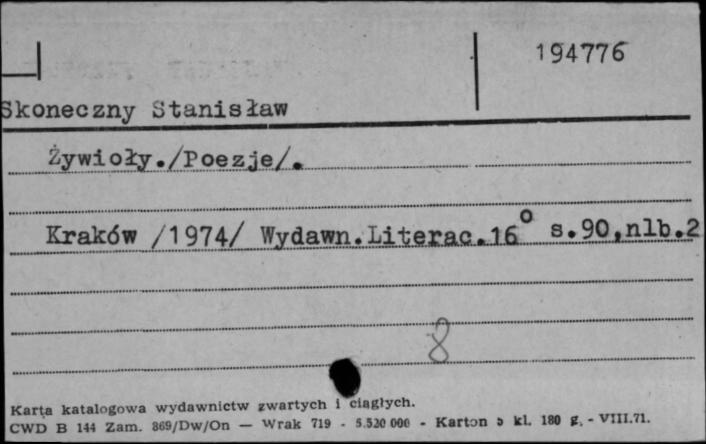 194776
Skoneczny Stanisław
Żywioły./Poezje/.
Kraków /1974/ Wydawn.Literac.16° s.90,nlb.2
8
Karta katalogowa wydawnictw zwartych i ciągłych.
CWD B 144 Zam. 869/Dw/On — Wrak 719 - 5.520 000 - Karton 5 kl. 180 g. - VIII.71.